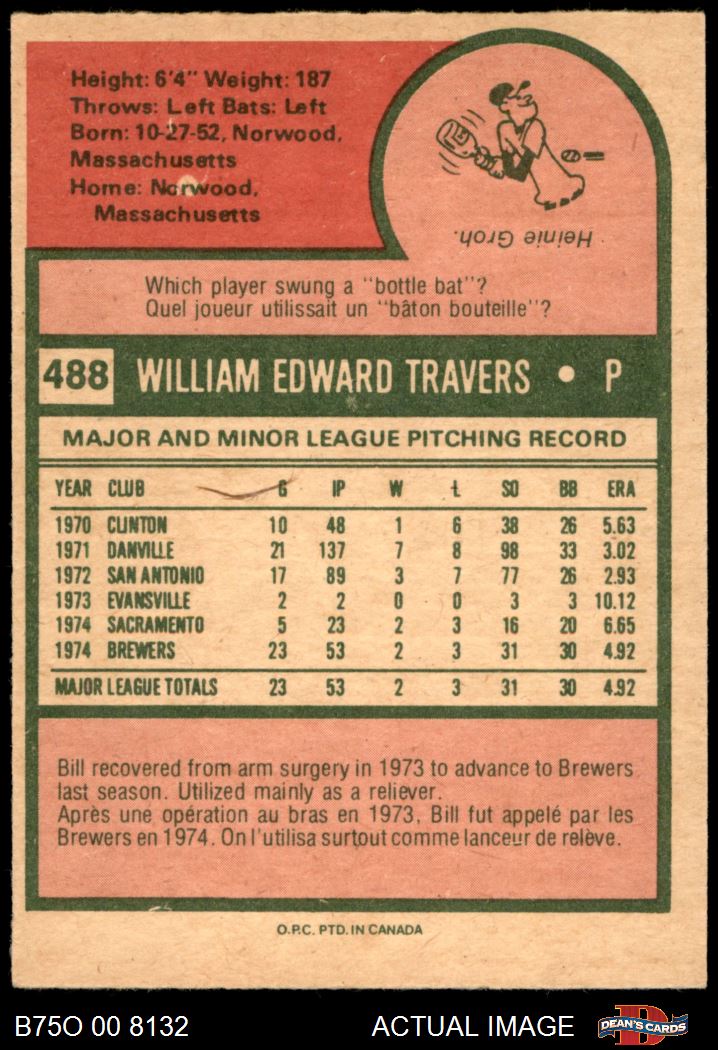 Height: 6'4" Weight: 187
Throws: Left Bats: Left
Born: 10-27-52, Norwood,
Massachusetts
Home: Norwood,
Massachusetts
Heinie Groh.
Which player swung a "bottle bat"?
Quel joueur utilissait un "bâton bouteille"?
488 WILLIAM EDWARD TRAVERS • P
MAJOR AND MINOR LEAGUE PITCHING RECORD
YEAR CLUB G IP W L SO BB ERA
1970 CLINTON 10 48 1 6 38 26 5.63
1971 DANVILLE 21 137 7 8 98 33 3.02
1972 SAN ANTONIO 17 89 3 7 77 26 2.93
1973 EVANSVILLE 2 2 0 0 3 3 10.12
1974 SACRAMENTO 5 23 2 3 16 20 6.65
1974 BREWERS 23 53 2 3 31 30 4.92
MAJOR LEAGUE TOTALS 23 53 2 3 31 30 4.92
Bill recovered from arm surgery in 1973 to advance to Brewers
last season. Utilized mainly as a reliever.
Après une opération au bras en 1973, Bill fut appelé par les
Brewers en 1974. On l'utilisa surtout comme lanceur de relève.
O.P.C. PTD. IN CANADA
B75O 00 8132 ACTUAL IMAGE D DEAN'S CARDS